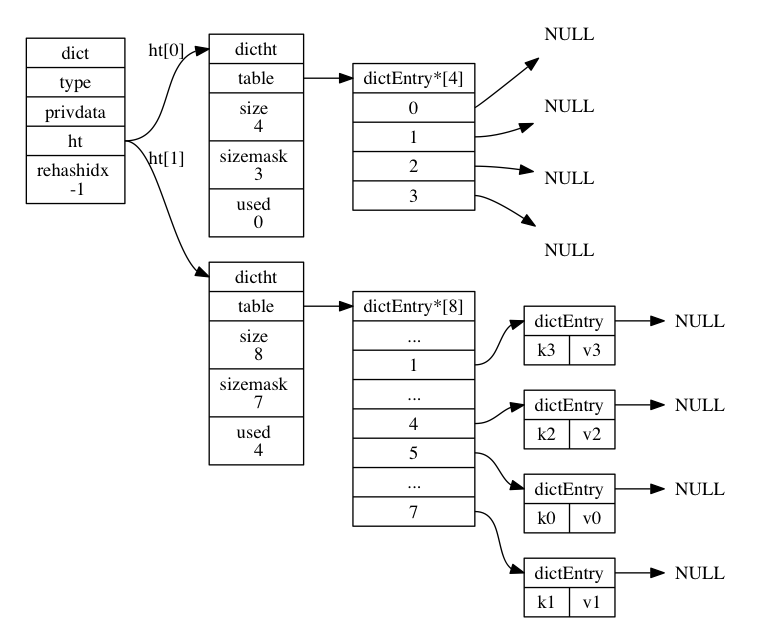 dict
type
privdata
ht
rehashidx
-1
ht[0]
ht[1]
dictht
table
size
4
sizemask
3
used
0
dictEntry*[4]
0
1
2
3
NULL
NULL
NULL
NULL
dictht
table
size
8
sizemask
7
used
4
dictEntry*[8]
...
1
...
4
5
...
7
dictEntry
k3 v3
NULL
dictEntry
k2 v2
NULL
dictEntry
k0 v0
NULL
dictEntry
k1 v1
NULL